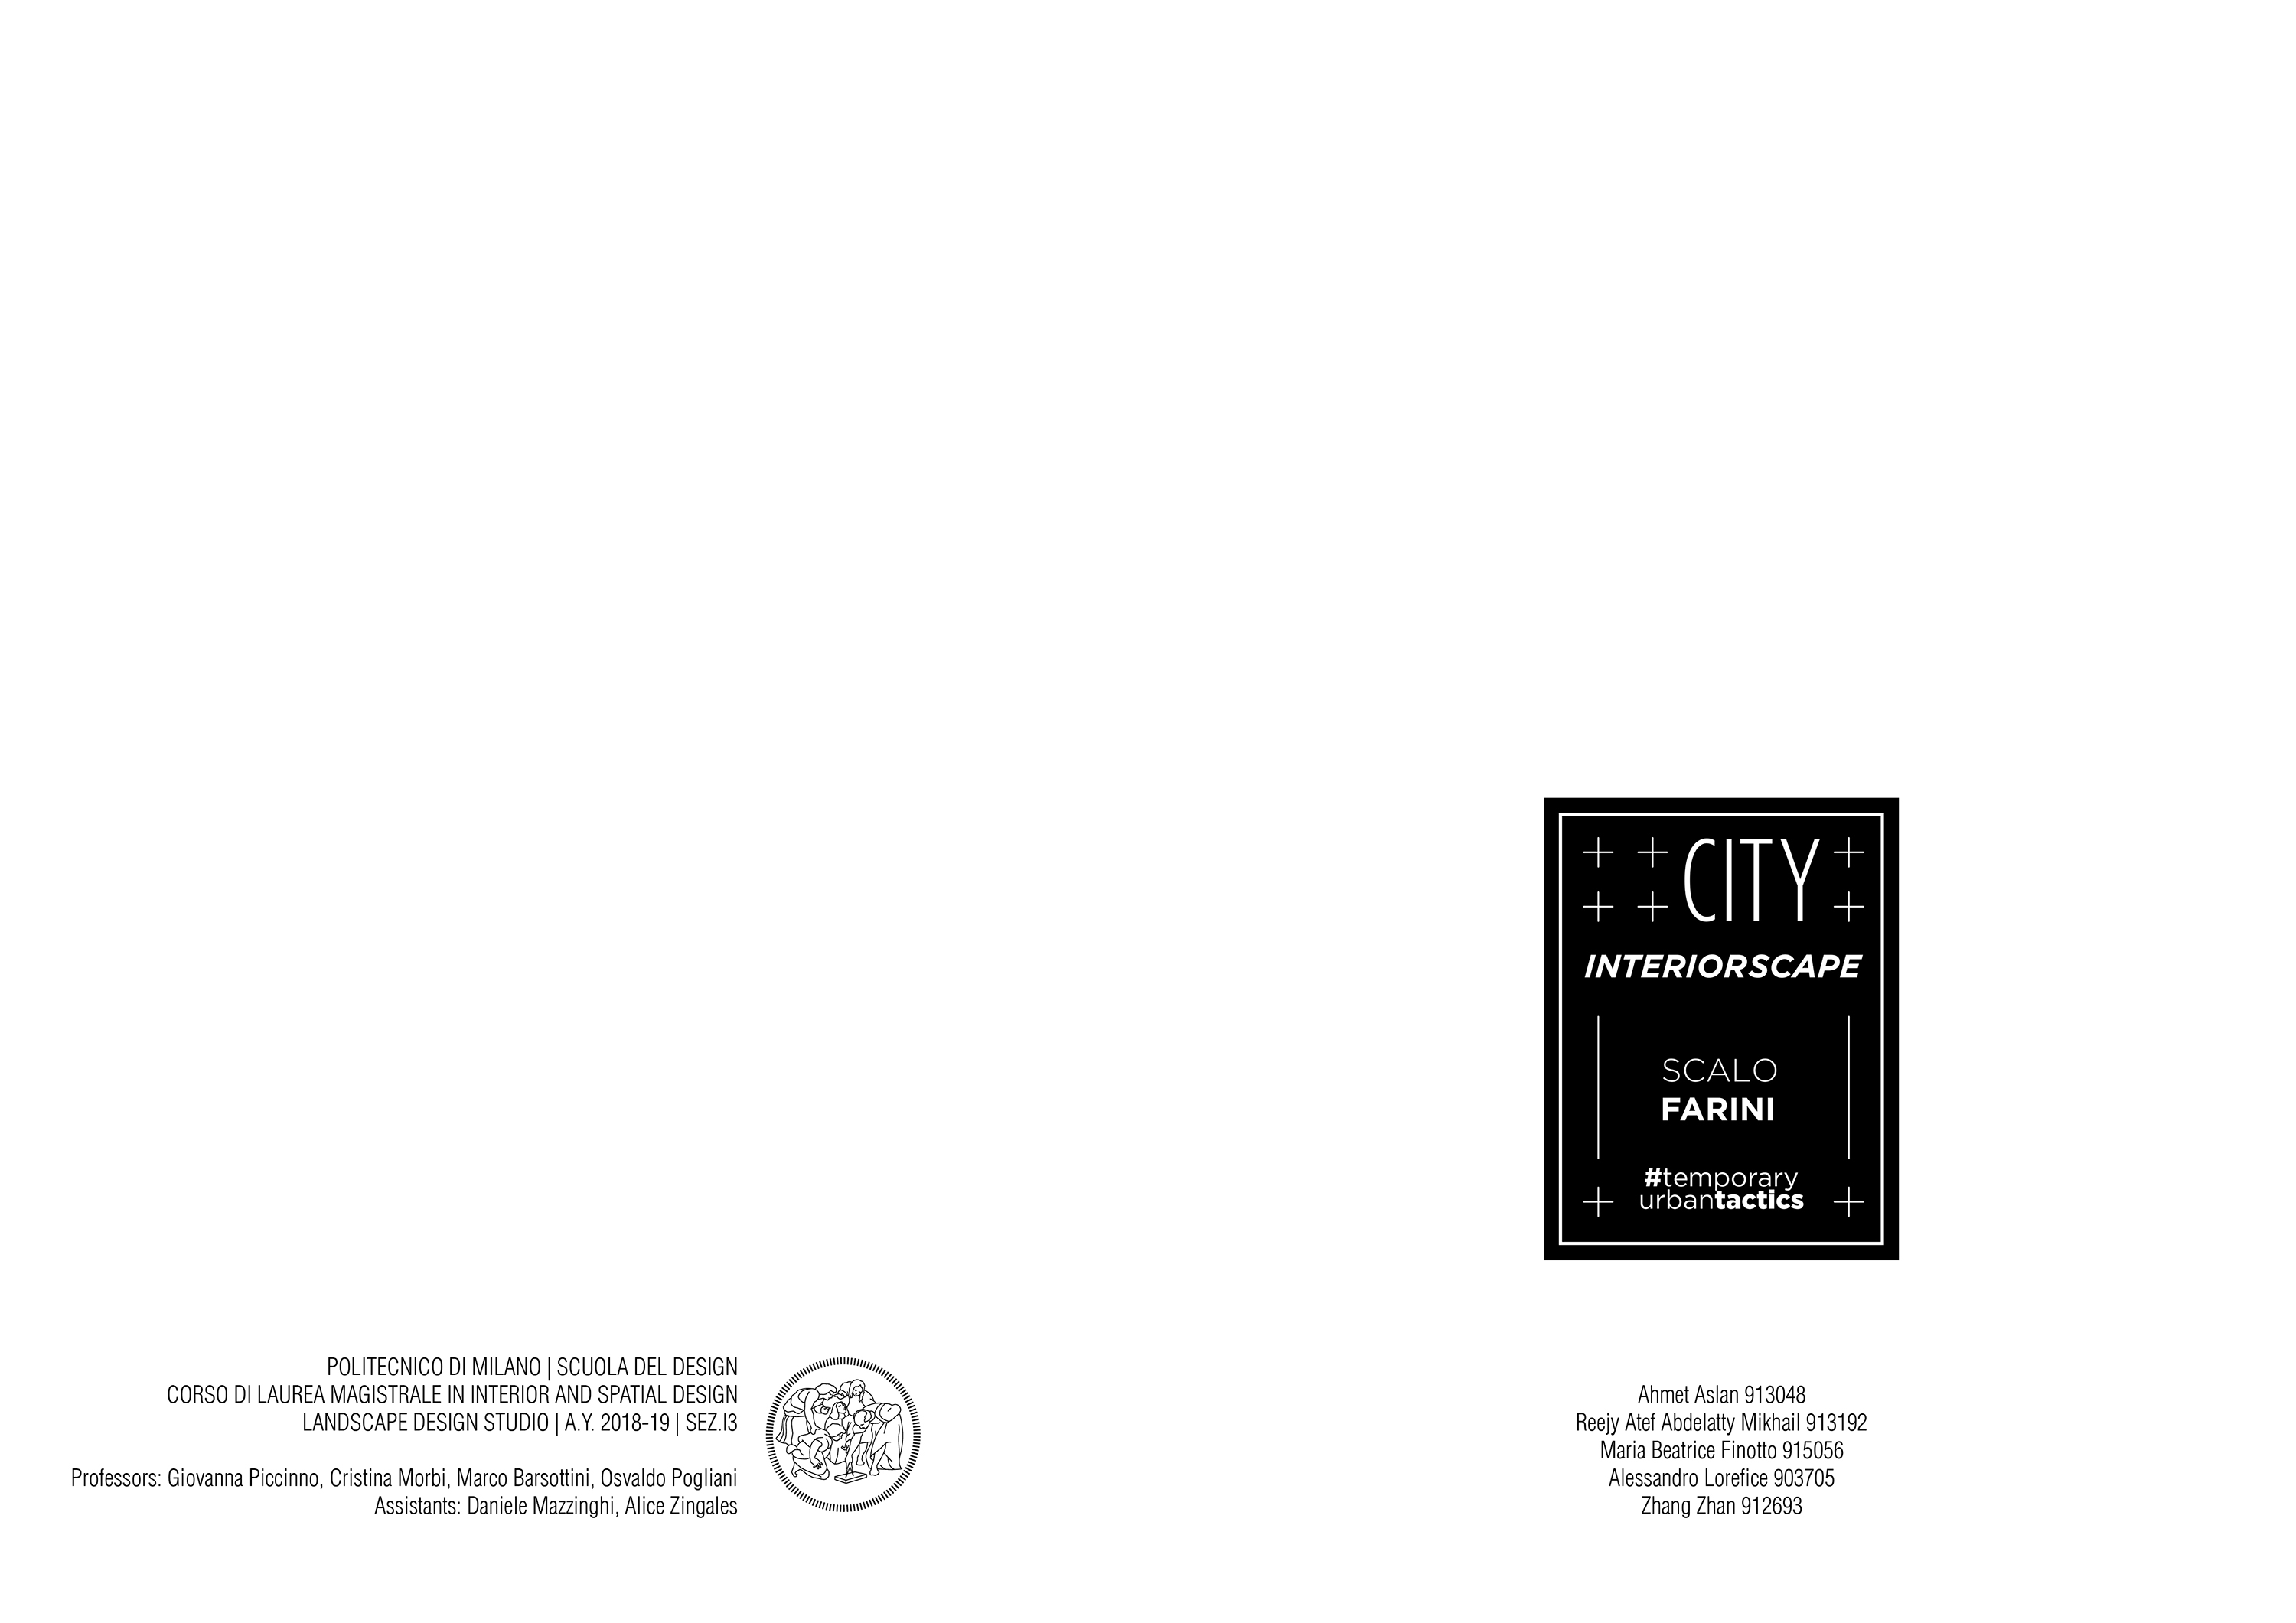 CITY
INTERIORSCAPE
SCALO
FARINI
#temporary
urbantactics
POLITECNICO DI MILANO | SCUOLA DEL DESIGN
CORSO DI LAUREA MAGISTRALE IN INTERIOR AND SPATIAL DESIGN
LANDSCAPE DESIGN STUDIO | A.Y. 2018-19 | SEZ.I3
Professors: Giovanna Piccinno, Cristina Morbi, Marco Barsottini, Osvaldo Pogliani
Assistants: Daniele Mazzinghi, Alice Zingales
Ahmet Aslan 913048
Reejy Atef Abdelatty Mikhail 913192
Maria Beatrice Finotto 915056
Alessandro Lorefice 903705
Zhang Zhan 912693